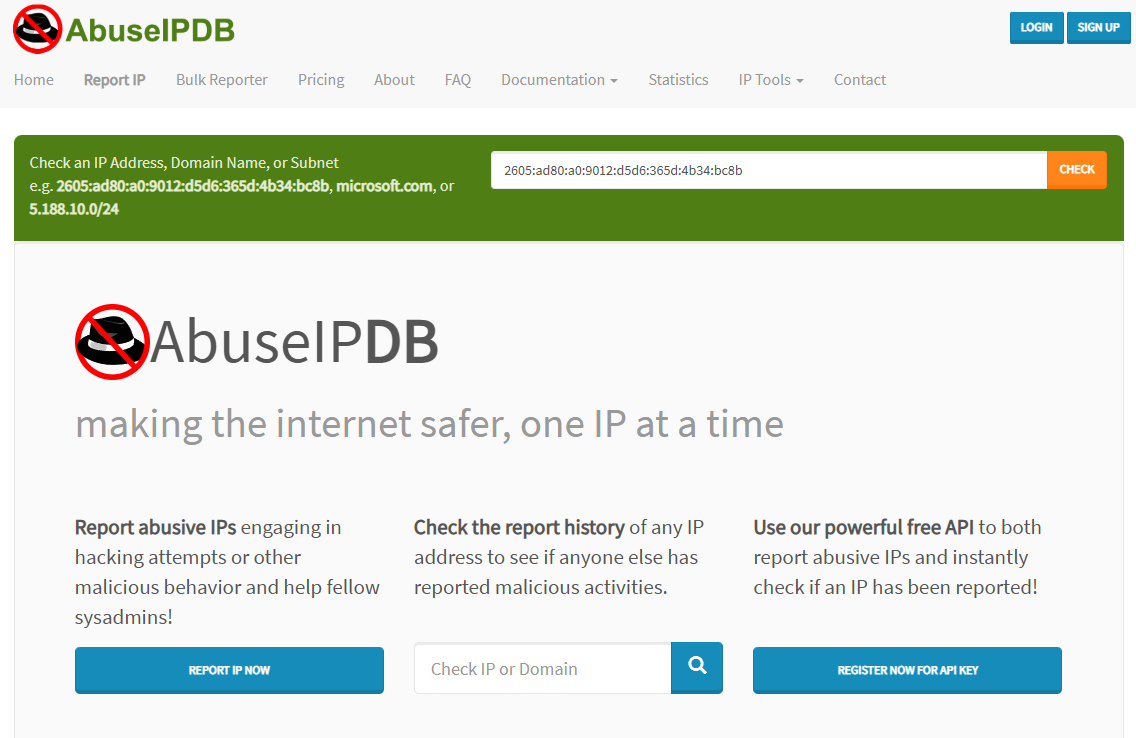 AbuseIPDB
LOGIN
SIGN UP
Home
Report IP
Bulk Reporter
Pricing
About
FAQ
Documentation
Statistics
IP Tools
Contact
Check an IP Address, Domain Name, or Subnet
e.g. 2605:ad80:a0:9012:d5d6:365d:4b34:bc8b, microsoft.com, or
5.188.10.0/24
2605:ad80:a0:9012:d5d6:365d:4b34:bc8b
CHECK
AbuseIPDB
making the internet safer, one IP at a time
Report abusive IPs engaging in
hacking attempts or other
malicious behavior and help fellow
sysadmins!
REPORT IP NOW
Check the report history of any IP
address to see if anyone else has
reported malicious activities.
Check IP or Domain
Use our powerful free API to both
report abusive IPs and instantly
check if an IP has been reported!
REGISTER NOW FOR API KEY